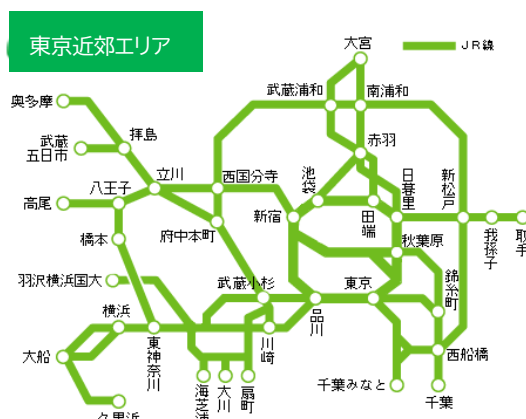 東京近郊エリア
JR線
大宮
奥多摩
武蔵浦和
南浦和
武蔵
五日市
拝島
赤羽
立川
西国分寺
池袋
日暮里
新松戸
八王子
高尾
新宿
田端
府中本町
秋葉原
我孫子
取手
橋本
羽沢横浜国大
武蔵小杉
東京
錦糸町
横浜
東神奈川
川崎
品川
西船橋
大船
海芝浦
大川
扇町
千葉みなと
千葉
久里浜